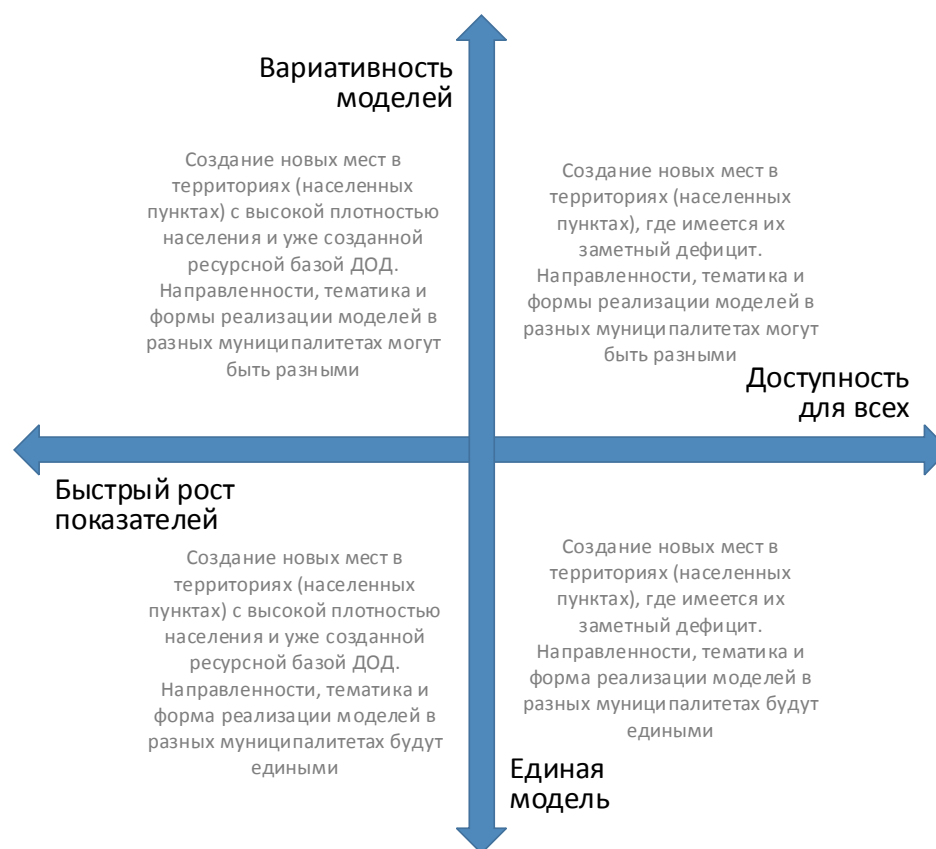 Вариативность
моделей
Создание новых мест в
территориях (населенных
пунктах) с высокой плотностью
населения и уже созданной
ресурсной базой ДОД.
Направленности, тематика и
формы реализации моделей в
разных муниципалитетах могут
быть разными
Создание новых мест в
территориях (населенных
пунктах), где имеется их
заметный дефицит.
Направленности, тематика и
формы реализации моделей в
разных муниципалитетах могут
быть разными
Доступность
для всех
Быстрый рост
показателей
Создание новых мест в
территориях (населенных
пунктах) с высокой плотностью
населения и уже созданной
ресурсной базой ДОД.
Направленности, тематика и
форма реализации моделей в
разных муниципалитетах будут
едиными
Создание новых мест в
территориях (населенных
пунктах), где имеется их
заметный дефицит.
Направленности, тематика и
форма реализации моделей в
разных муниципалитетах будут
едиными
Единая
модель